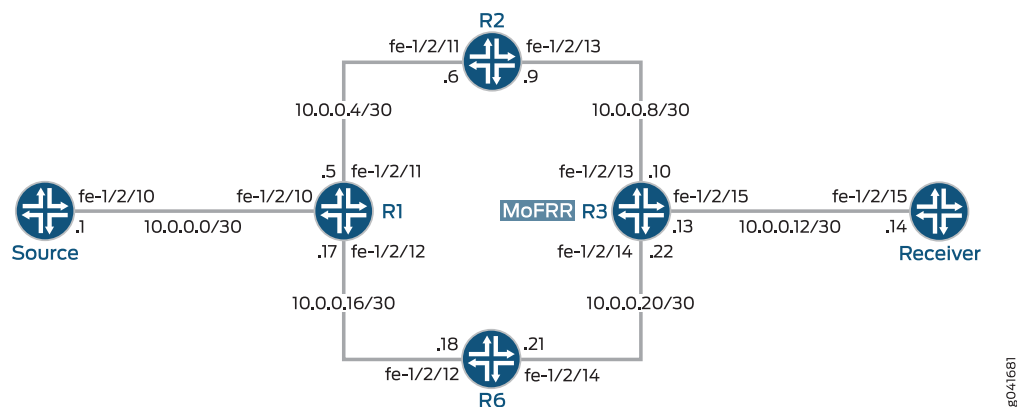 R2
fe-1/2/11
fe-1/2/13
.6
.9
10.0.0.4/30
10.0.0.8/30
.5
fe-1/2/11
fe-1/2/13
.10
fe-1/2/10
fe-1/2/10
R1
MoFRR
R3
fe-1/2/15
fe-1/2/15
.1
10.0.0.0/30
.13
10.0.0.12/30
.14
Source
.17
fe-1/2/12
fe-1/2/14
.22
Receiver
10.0.0.16/30
10.0.0.20/30
.18
.21
fe-1/2/12
fe-1/2/14
R6
g041681